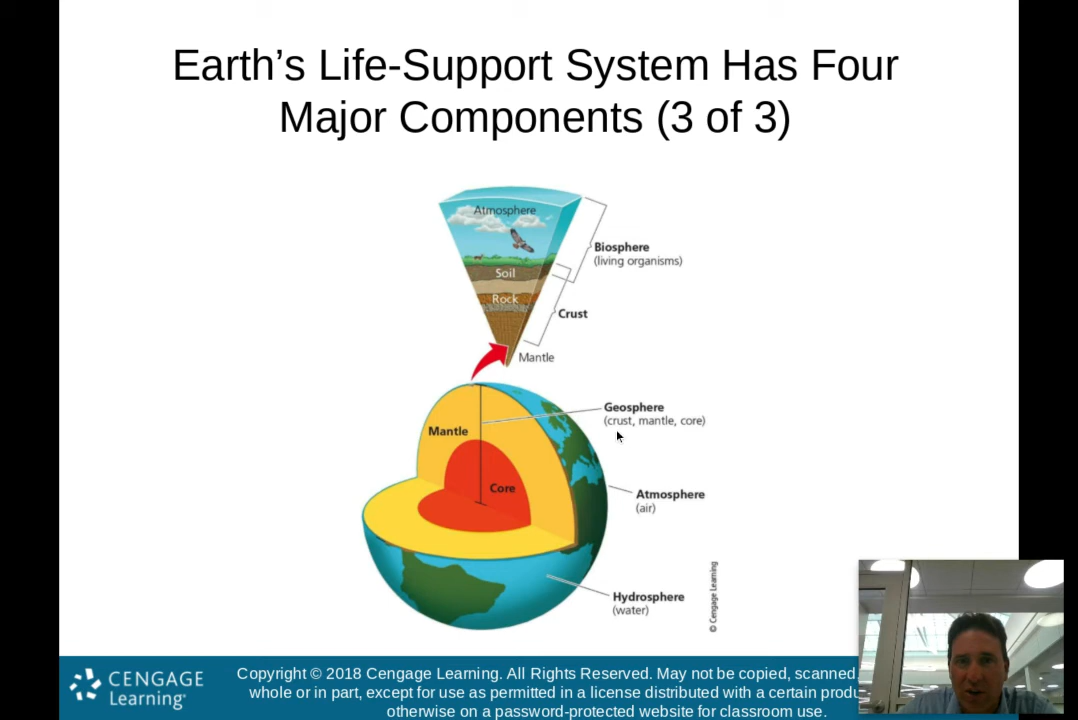 Earth’s Life-Support System Has Four
Major Components (3 of 3)
Atmosphere
Biosphere
(living organisms)
Soil
Rock
Crust
Mantle
Geosphere
(crust, mantle, core)
Mantle
Core
Atmosphere
(air)
Hydrosphere
(water)
© Cengage Learning
CENGAGE
Learning
Copyright © 2018 Cengage Learning. All Rights Reserved. May not be copied, scanned,
whole or in part, except for use as permitted in a license distributed with a certain
otherwise on a password-protected website for classroom use.